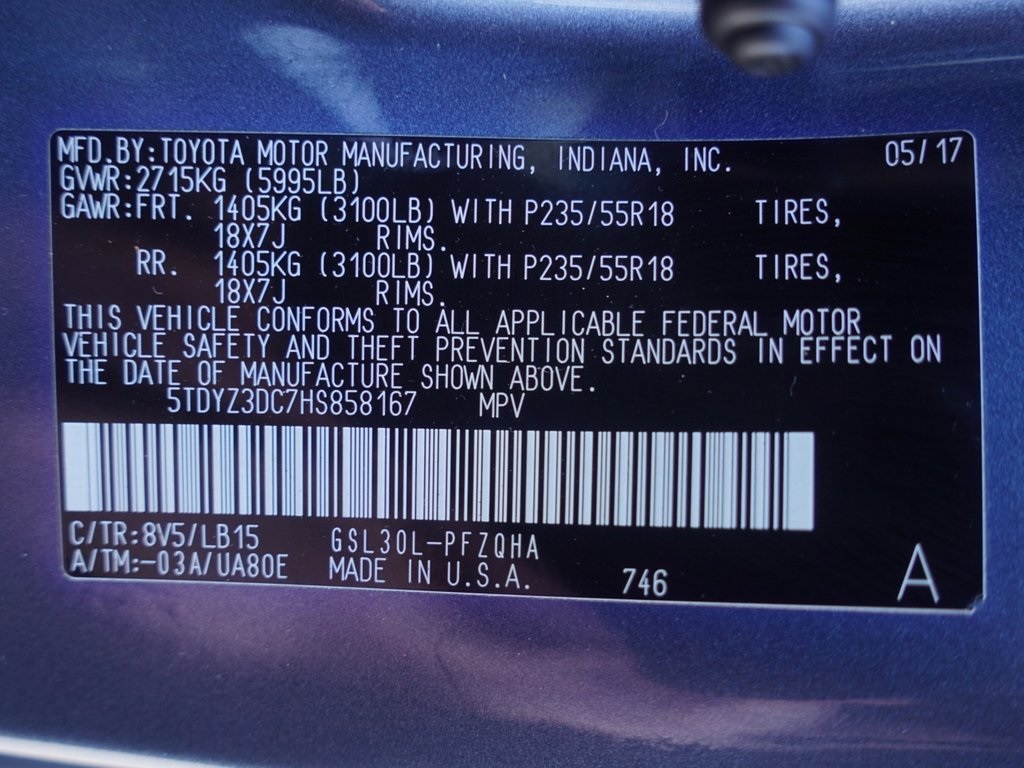 MFD.BY:TOYOTA MOTOR MANUFACTURING, INDIANA, INC. 05/17
GVWR:2715KG (5995LB)
GAWR:FRT. 1405KG (3100LB) WITH P235/55R18 TIRES,
18X7J RIMS.
RR. 1405KG (3100LB) WITH P235/55R18 TIRES,
18X7J RIMS.
THIS VEHICLE CONFORMS TO ALL APPLICABLE FEDERAL MOTOR
VEHICLE SAFETY AND THEFT PREVENTION STANDARDS IN EFFECT ON
THE DATE OF MANUFACTURE SHOWN ABOVE.
5TDYZ3DC7HS858167 MPV
C/TR:8V5/LB15 GSL30L-PFZQHA
A/TM:-03A/UA80E MADE IN U.S.A. 746 A